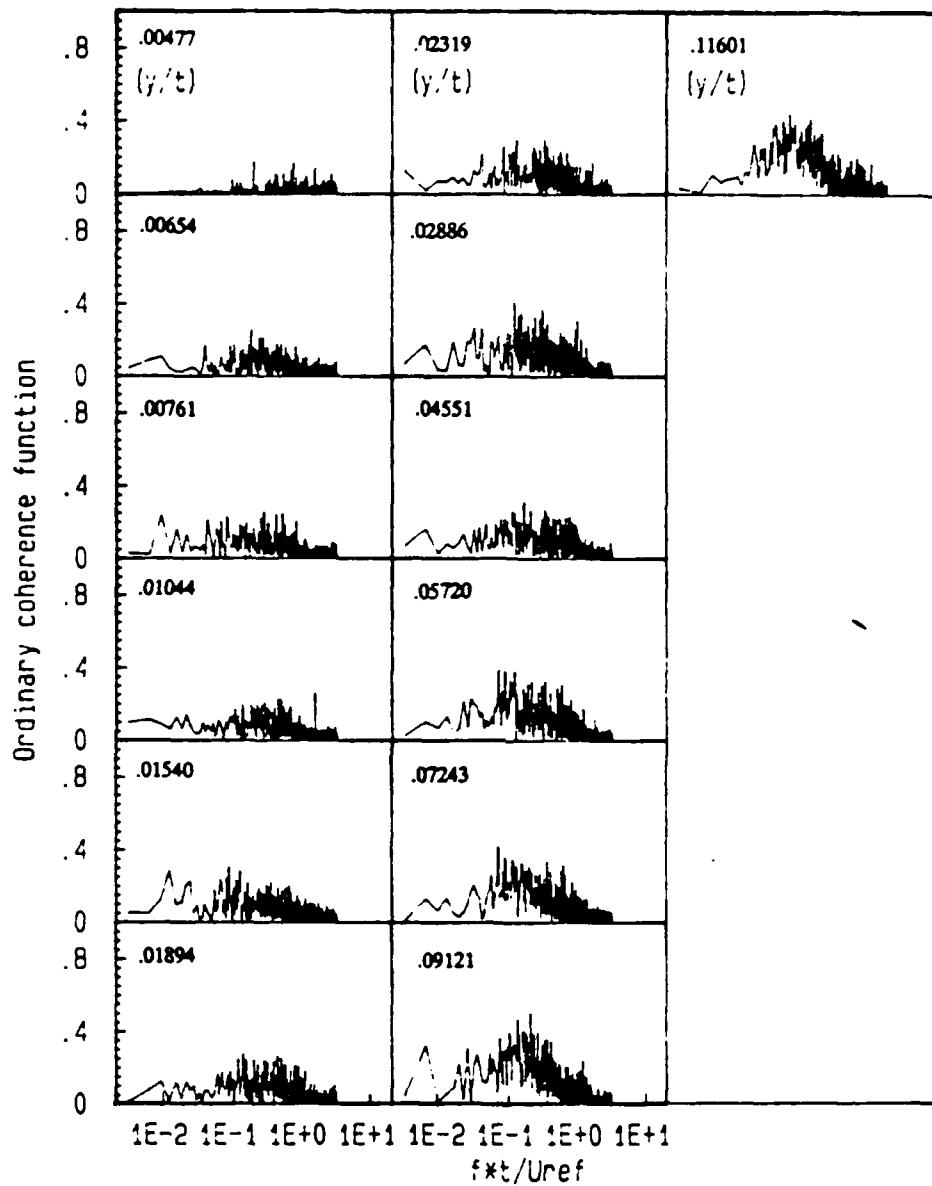 .8 .00477 .02319 .11601
(y/t) (y/t) (y/t)
.4
0
.8 .00654 .02886
.4
0
.8 .00761 .04551
.4
0
.8 .01044 .05720
.4
0
.8 .01540 .07243
.4
0
.8 .01894 .09121
.4
0
Ordinary coherence function
1E-2 1E-1 1E+0 1E+1 1E-2 1E-1 1E+0 1E+1
f*t/Uref